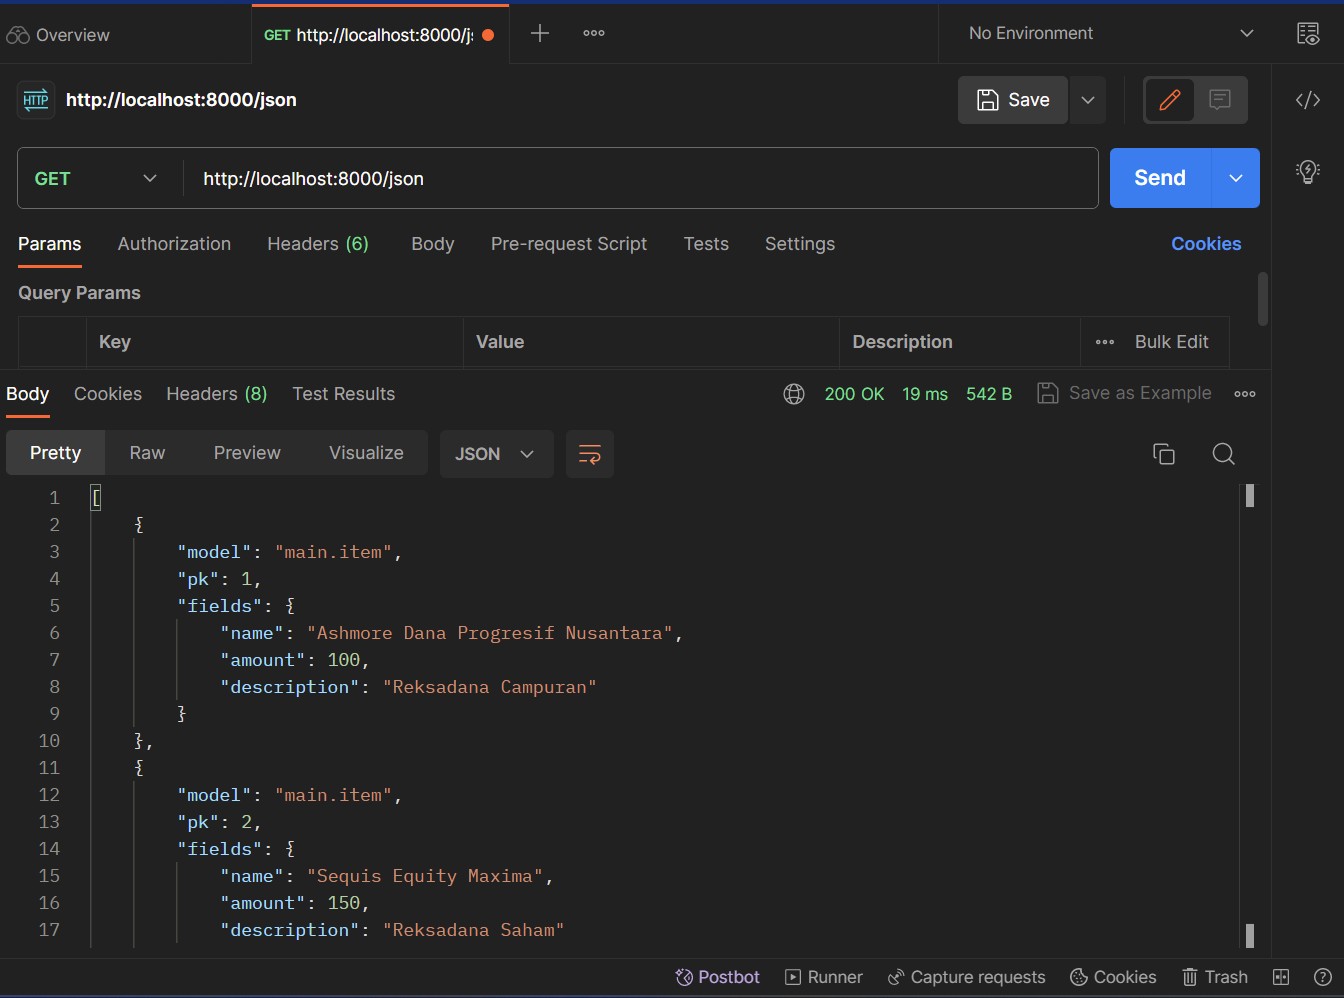 Overview GET http://localhost:8000/j No Environment
HTTP http://localhost:8000/json Save
GET http://localhost:8000/json Send
Params Authorization Headers (6) Body Pre-request Script Tests Settings Cookies
Query Params
Key Value Description Bulk Edit
Body Cookies Headers (8) Test Results 200 OK 19 ms 542 B Save as Example
Pretty Raw Preview Visualize JSON
1 [
2 {
3 "model": "main.item",
4 "pk": 1,
5 "fields": {
6 "name": "Ashmore Dana Progresif Nusantara",
7 "amount": 100,
8 "description": "Reksadana Campuran"
9 }
10 },
11 {
12 "model": "main.item",
13 "pk": 2,
14 "fields": {
15 "name": "Sequis Equity Maxima",
16 "amount": 150,
17 "description": "Reksadana Saham"
Postbot Runner Capture requests Cookies Trash